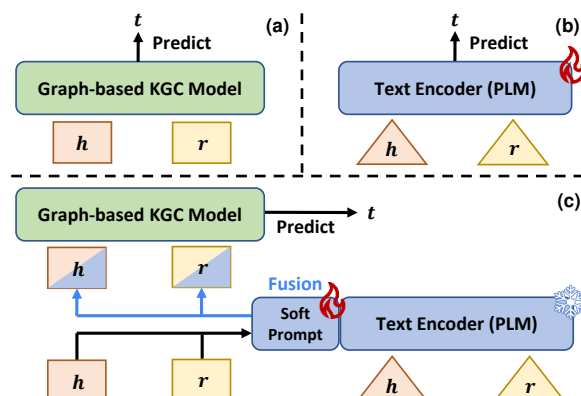 t
(a)
Predict
Graph-based KGC Model
h
r
t
(b)
Predict
Text Encoder (PLM)
h
r
(c)
Graph-based KGC Model
Predict
t
h
r
Fusion
Soft
Prompt
Text Encoder (PLM)
h
r
h
r